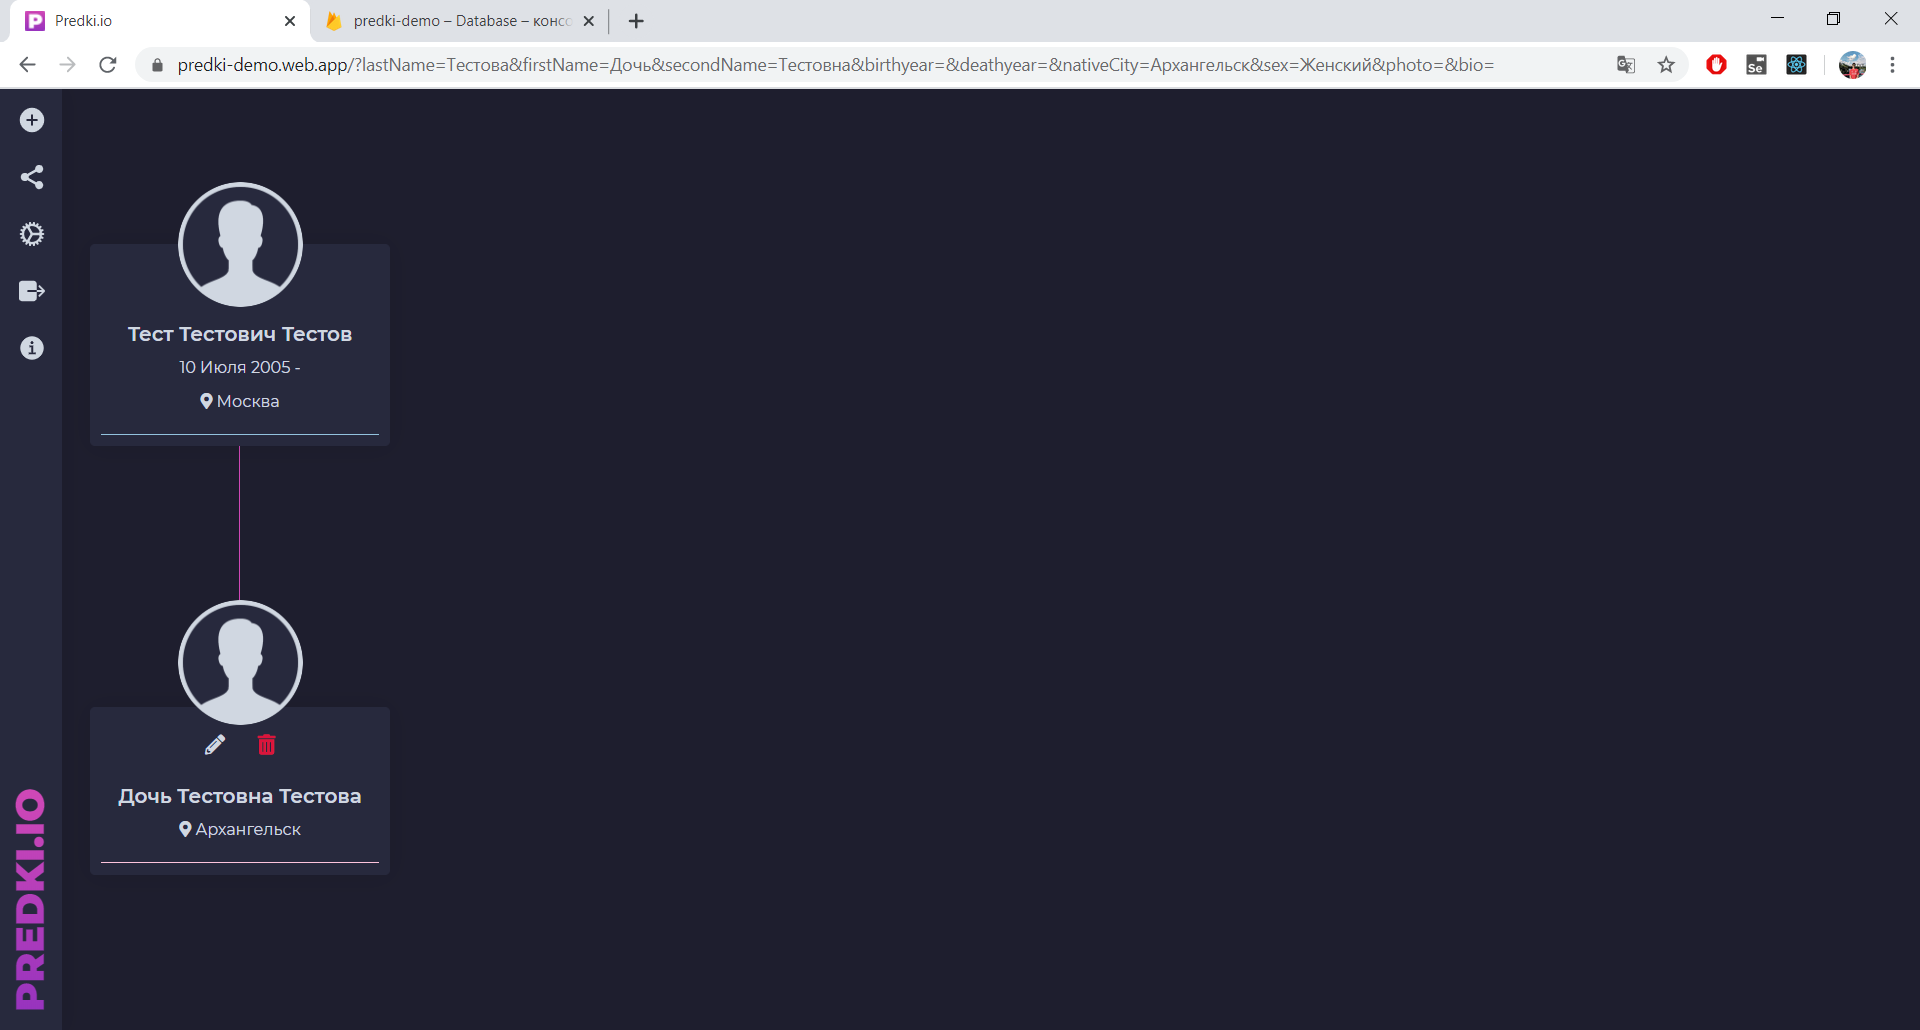 Predki.io
predki-demo – Database – консо
predki-demo.web.app/?lastName=Тестова&firstName=Дочь&secondName=Тестовна&birthyear=&deathyear=&nativeCity=Архангельск&sex=Женский&photo=&bio=
Se
Тест Тестович Тестов
10 Июля 2005 -
Москва
Дочь Тестовна Тестова
Архангельск
PREDKI.IO